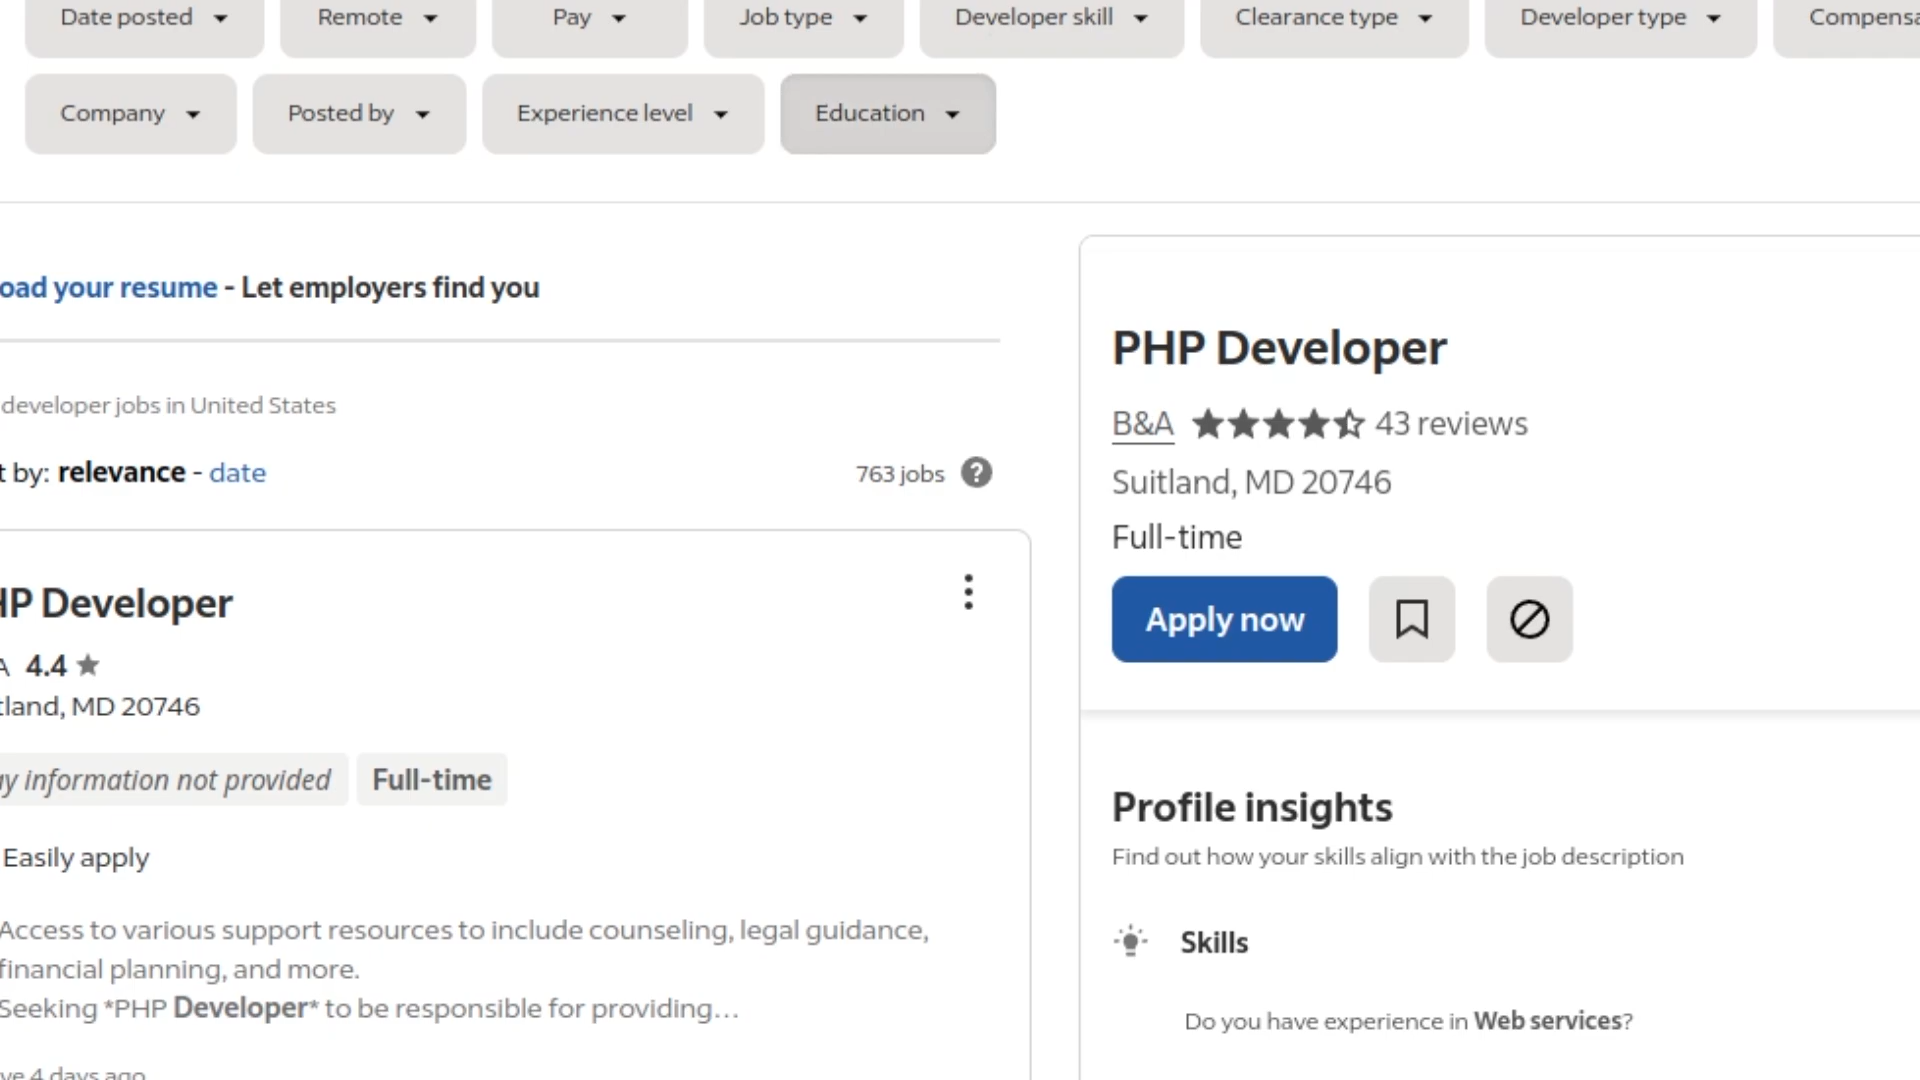 Date posted Remote Pay Job type Developer skill Clearance type Developer type
Company Posted by Experience level Education
your resume - Let employers find you
developer jobs in United States
by: relevance - date 763 jobs ?
Developer
4.4
MD 20746
information not provided Full-time
Easily apply
Access to various support resources to include counseling, legal guidance,
financial planning, and more.
Seeking *PHP Developer* to be responsible for providing...
4 days ago
PHP Developer
B&A 43 reviews
Suitland, MD 20746
Full-time
Apply now
Profile insights
Find out how your skills align with the job description
Skills
Do you have experience in Web services?